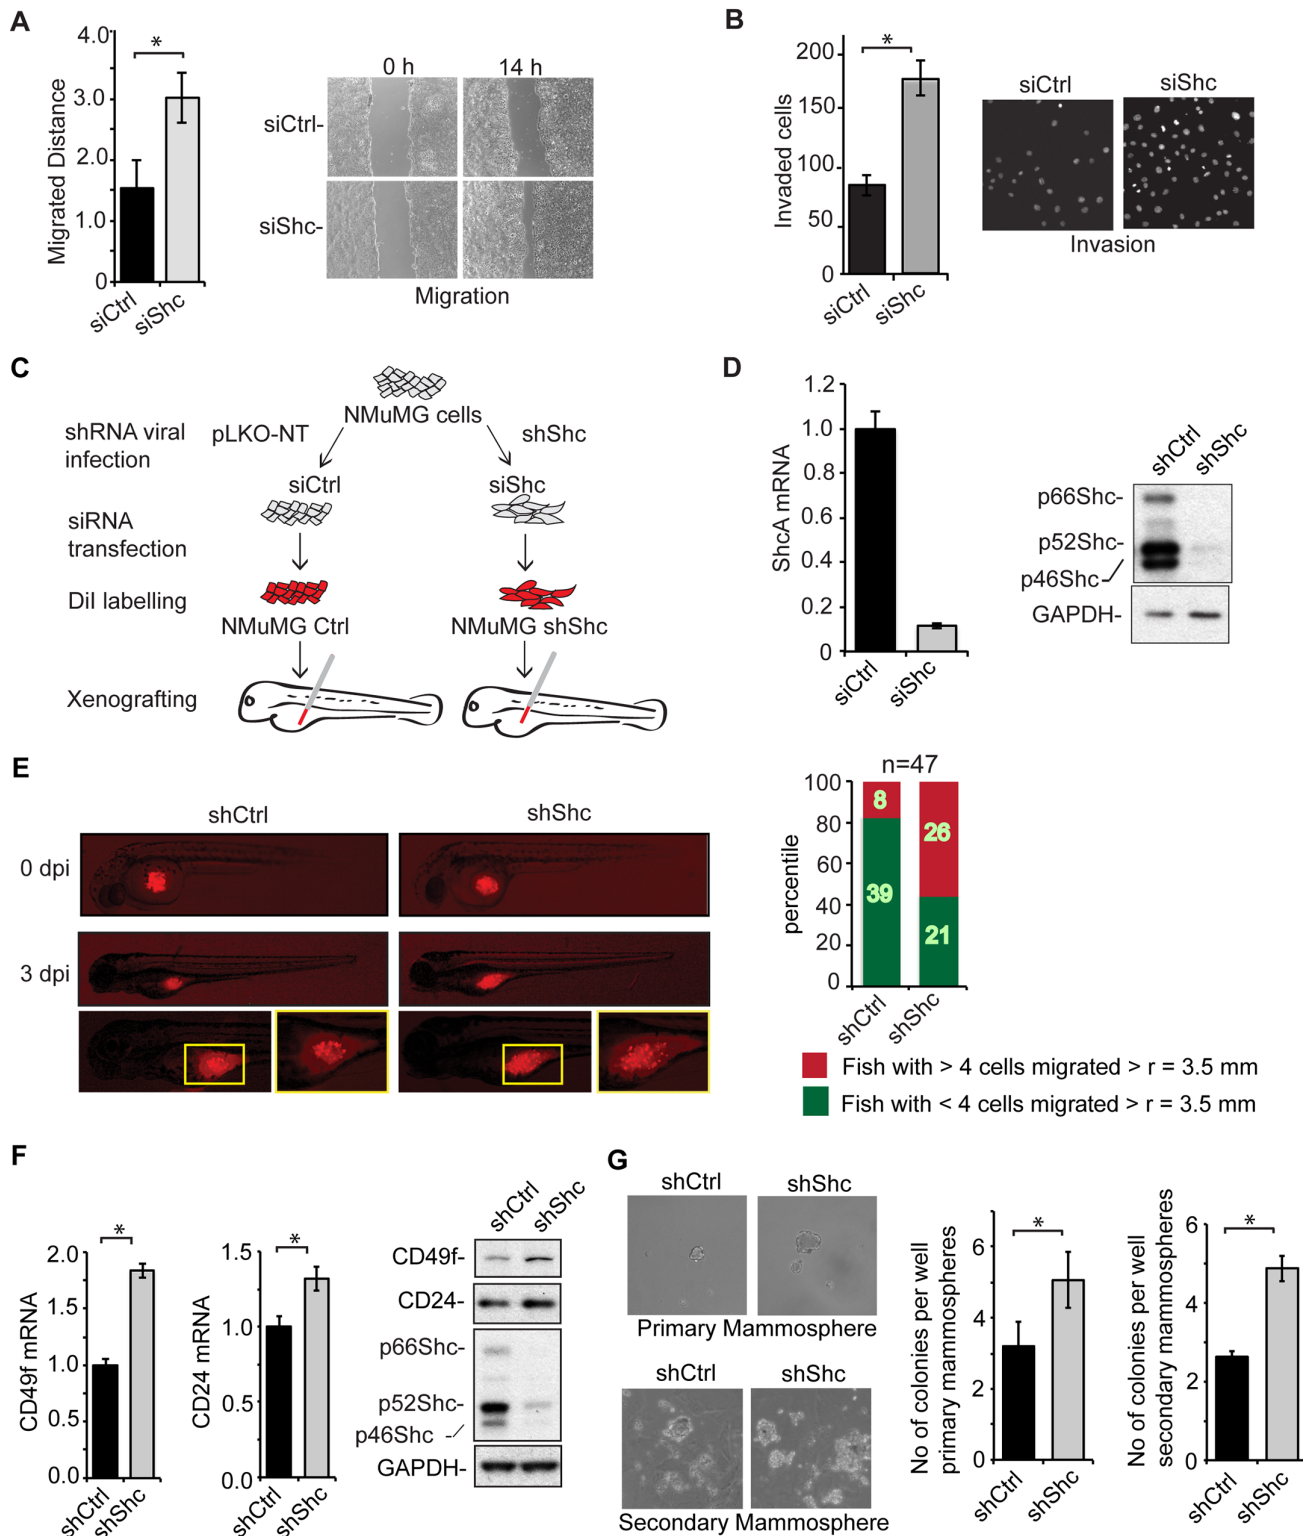 A
4.0
3.0
2.0
1.0
0
Migrated Distance
*
siCtrl
siShc
0 h
14 h
siCtrl-
siShc-
Migration
B
200
150
100
50
0
Invaded cells
*
siCtrl
siShc
siCtrl
siShc
Invasion
C
NMuMG cells
shRNA viral
infection
pLKO-NT
shShc
siCtrl
siShc
siRNA
transfection
Dil labelling
NMuMG Ctrl
NMuMG shShc
Xenografting
D
1.2
1.0
0.8
0.6
0.4
0.2
0
ShcA mRNA
siCtrl
siShc
shCtrl
shShc
p66Shc-
p52Shc-
p46Shc
GAPDH-
E
shCtrl
shShc
0 dpi
3 dpi
n=47
100
80
60
40
20
0
percentile
8
39
26
21
shCtrl
shShc
Fish with > 4 cells migrated > r = 3.5 mm
Fish with < 4 cells migrated > r = 3.5 mm
F
2.0
1.5
1.0
0.5
0.0
CD49f mRNA
*
shCtrl
shShc
1.5
1.0
0.5
0.0
CD24 mRNA
*
shCtrl
shShc
shCtrl
shShc
CD49f-
CD24-
p66Shc-
p52Shc-
p46Shc -
GAPDH-
G
shCtrl
shShc
Primary Mammosphere
shCtrl
shShc
Secondary Mammosphere
No of colonies per well
primary mammospheres
6
4
2
0
*
shCtrl
shShc
No of colonies per well
secondary mammospheres
6
4
2
0
*
shCtrl
shShc